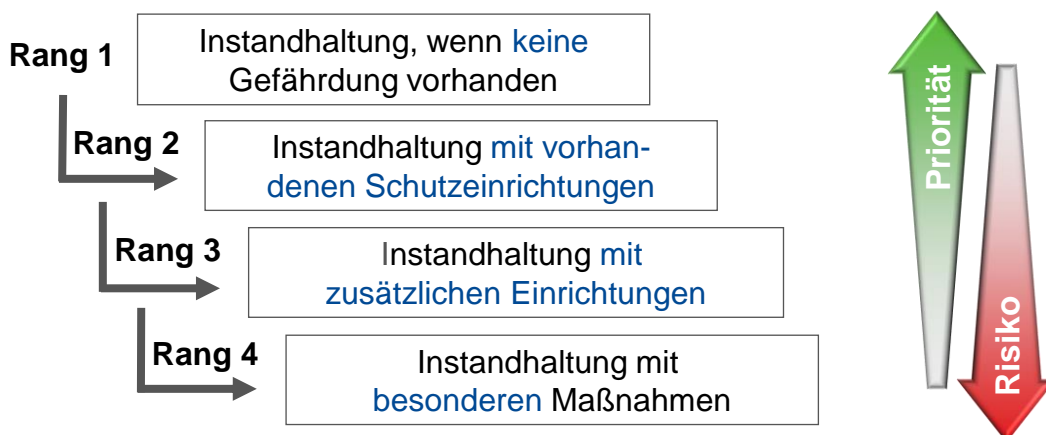 Rang 1
Instandhaltung, wenn keine
Gefährdung vorhanden
Rang 2
Instandhaltung mit vorhan-
denen Schutzeinrichtungen
Rang 3
Instandhaltung mit
zusätzlichen Einrichtungen
Rang 4
Instandhaltung mit
besonderen Maßnahmen
Priorität
Risiko